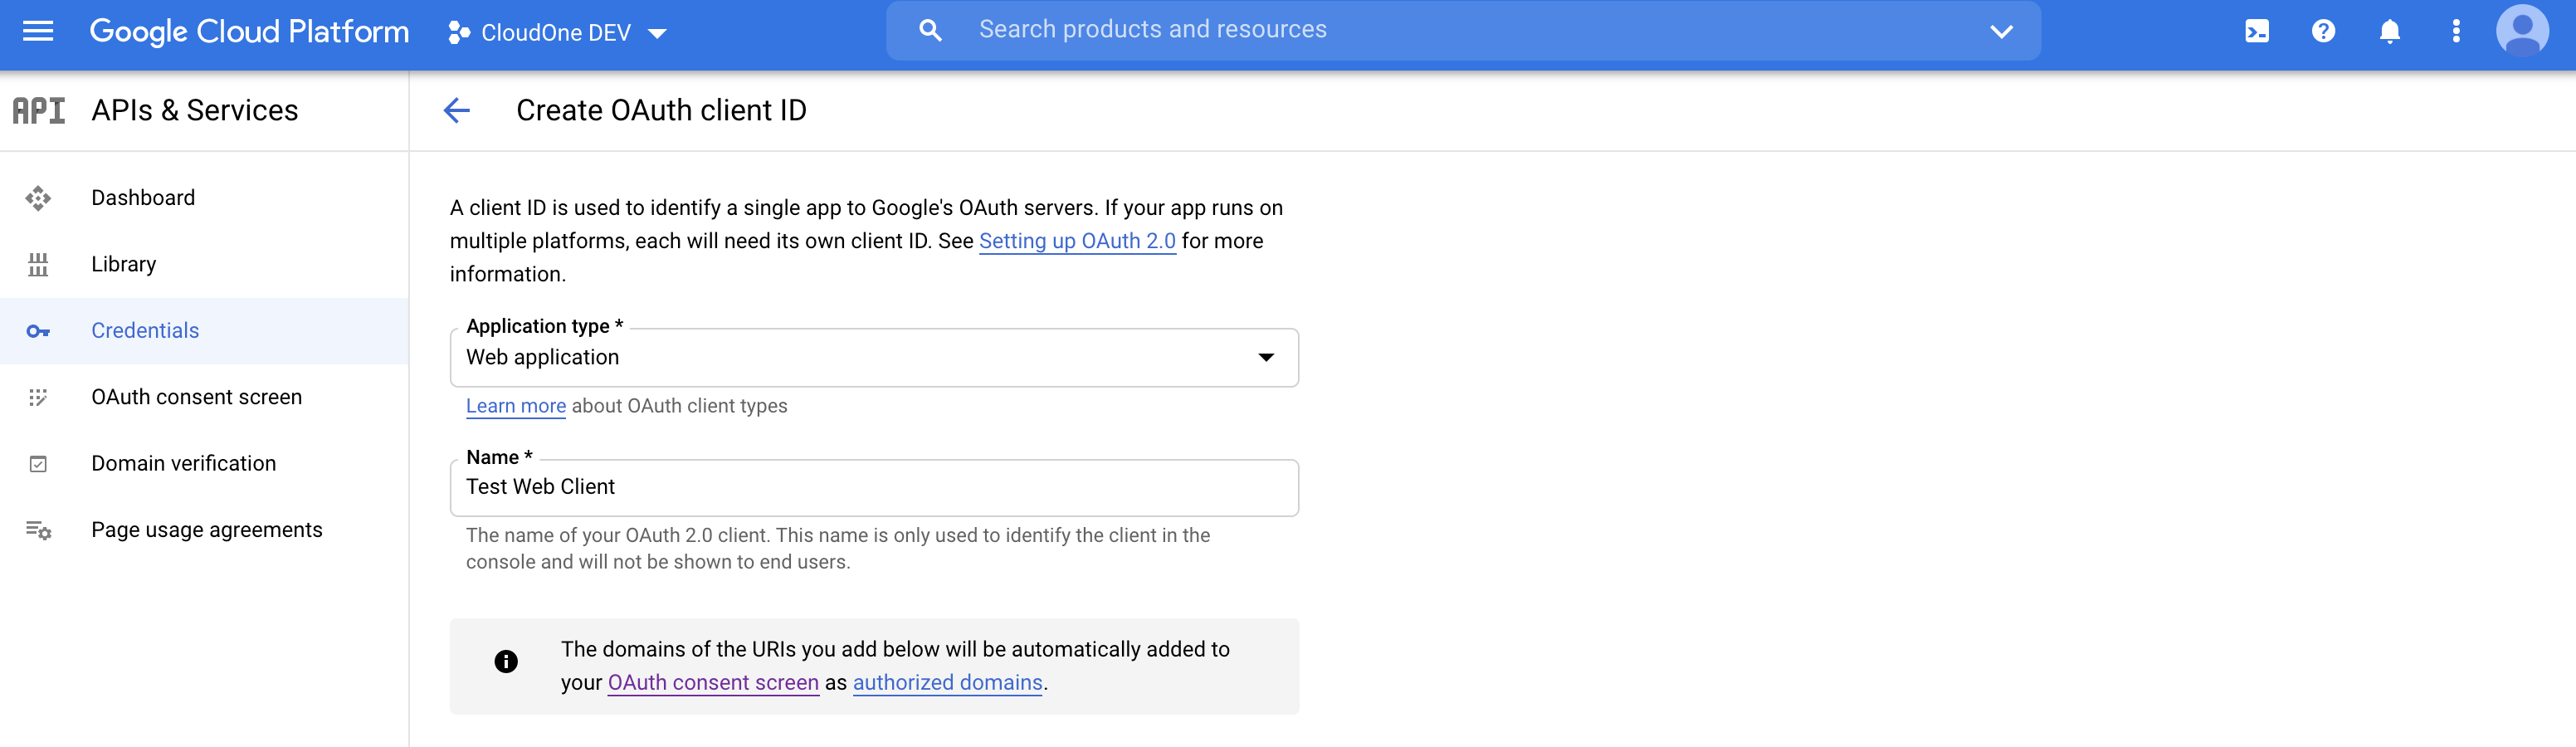 Google Cloud Platform
CloudOne DEV
Search products and resources
API
APIs & Services
Create OAuth client ID
Dashboard
Library
Credentials
OAuth consent screen
Domain verification
Page usage agreements
A client ID is used to identify a single app to Google's OAuth servers. If your app runs on
multiple platforms, each will need its own client ID. See Setting up OAuth 2.0 for more
information.
Application type *
Web application
Learn more about OAuth client types
Name *
Test Web Client
The name of your OAuth 2.0 client. This name is only used to identify the client in the
console and will not be shown to end users.
The domains of the URIs you add below will be automatically added to
your OAuth consent screen as authorized domains.